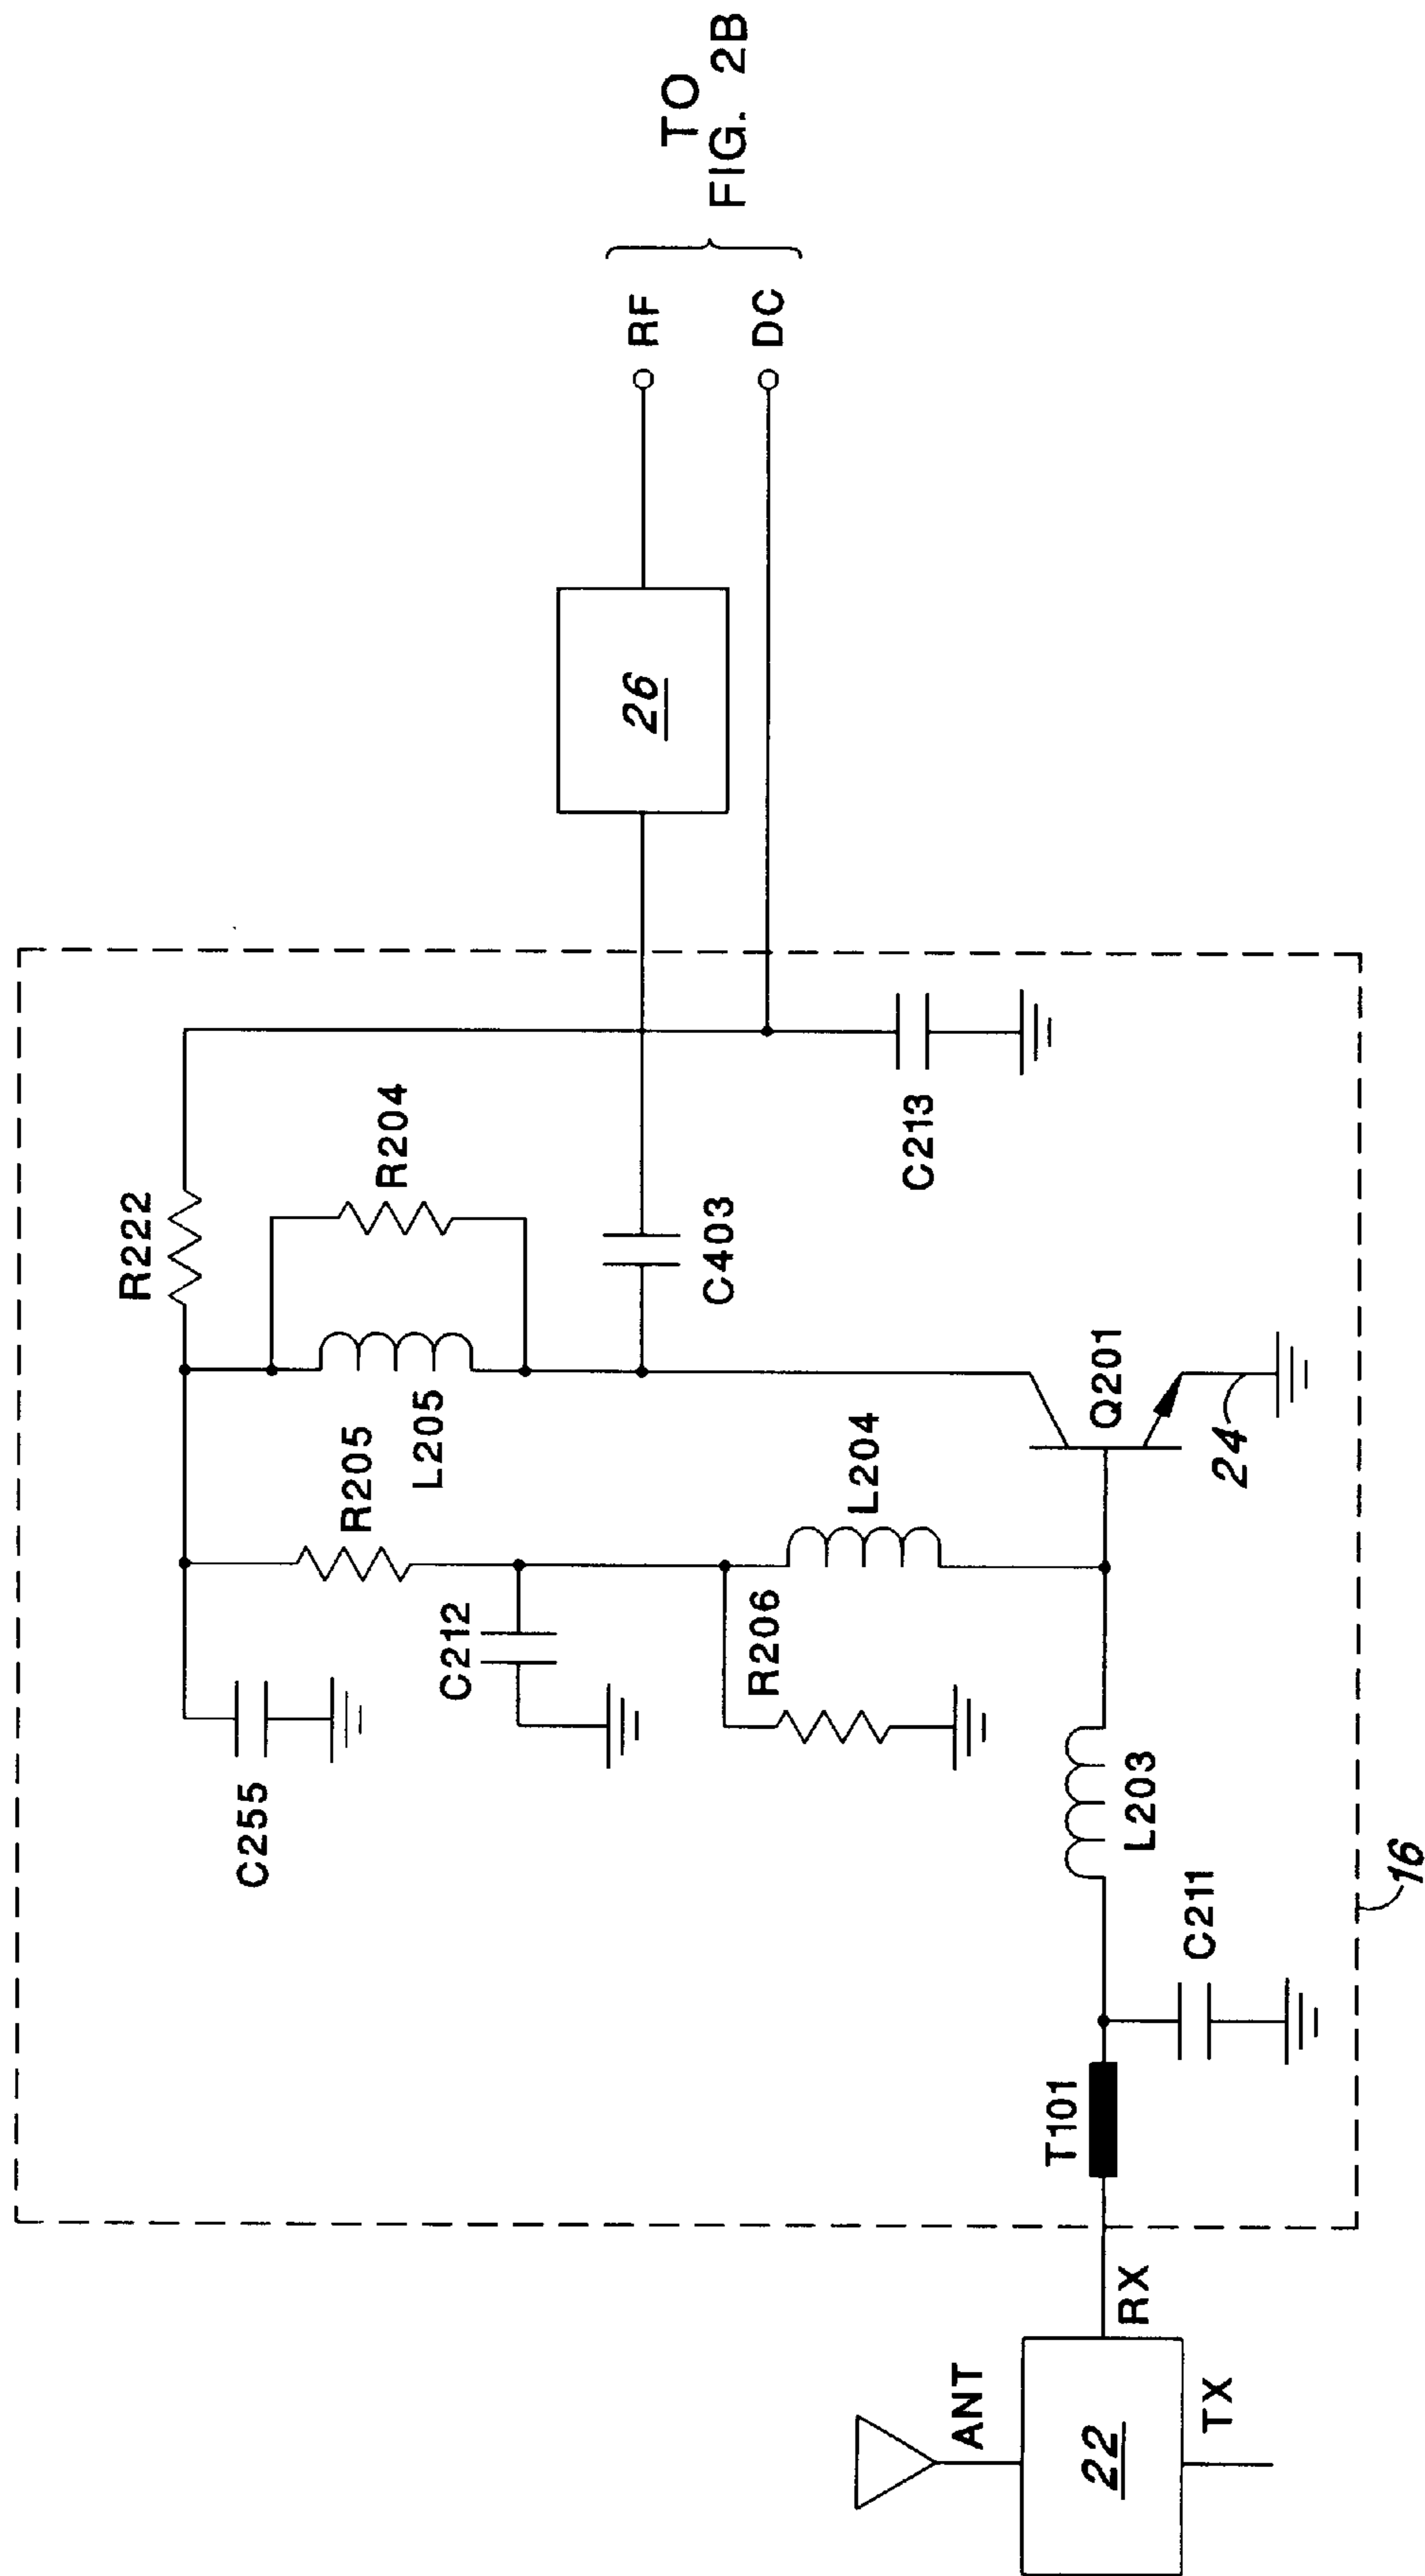 R222
R204
R205
L205
C255
C212
C403
C213
R206
L204
Q201
24
L203
T101
C211
16
ANT
22
RX
TX
26
RF
DC
TO
FIG. 2B